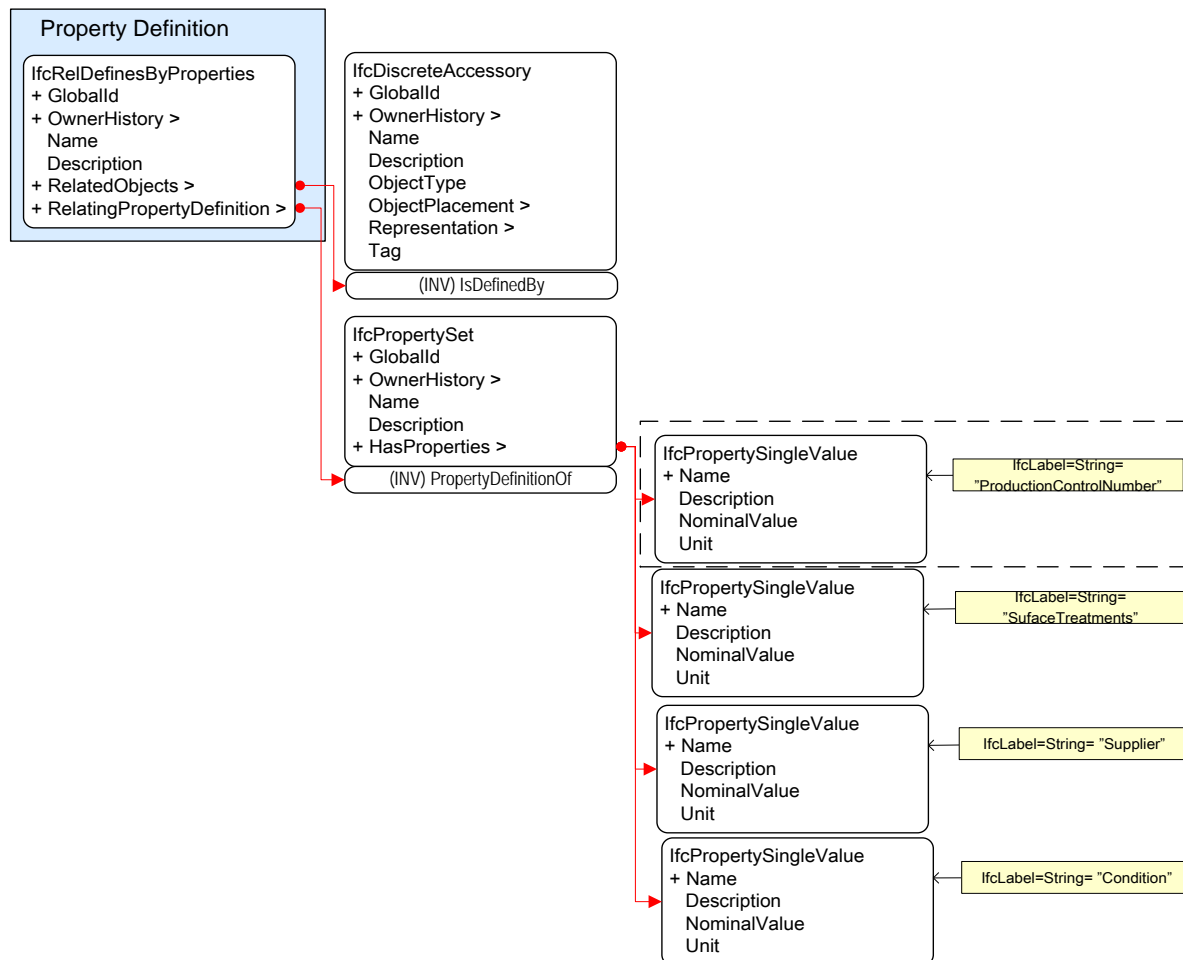 Property Definition
IfcRelDefinesByProperties
+ GlobalId
+ OwnerHistory >
Name
Description
+ RelatedObjects >
+ RelatingPropertyDefinition >
IfcDiscreteAccessory
+ GlobalId
+ OwnerHistory >
Name
Description
ObjectType
ObjectPlacement >
Representation >
Tag
(INV) IsDefinedBy
IfcPropertySet
+ GlobalId
+ OwnerHistory >
Name
Description
+ HasProperties >
(INV) PropertyDefinitionOf
IfcPropertySingleValue
+ Name
Description
NominalValue
Unit
IfcLabel=String=
"ProductionControlNumber”
IfcPropertySingleValue
+ Name
Description
NominalValue
Unit
IfcLabel=String=
"SufaceTreatments”
IfcPropertySingleValue
+ Name
Description
NominalValue
Unit
IfcLabel=String= ”Supplier”
IfcPropertySingleValue
+ Name
Description
NominalValue
Unit
IfcLabel=String= ”Condition”